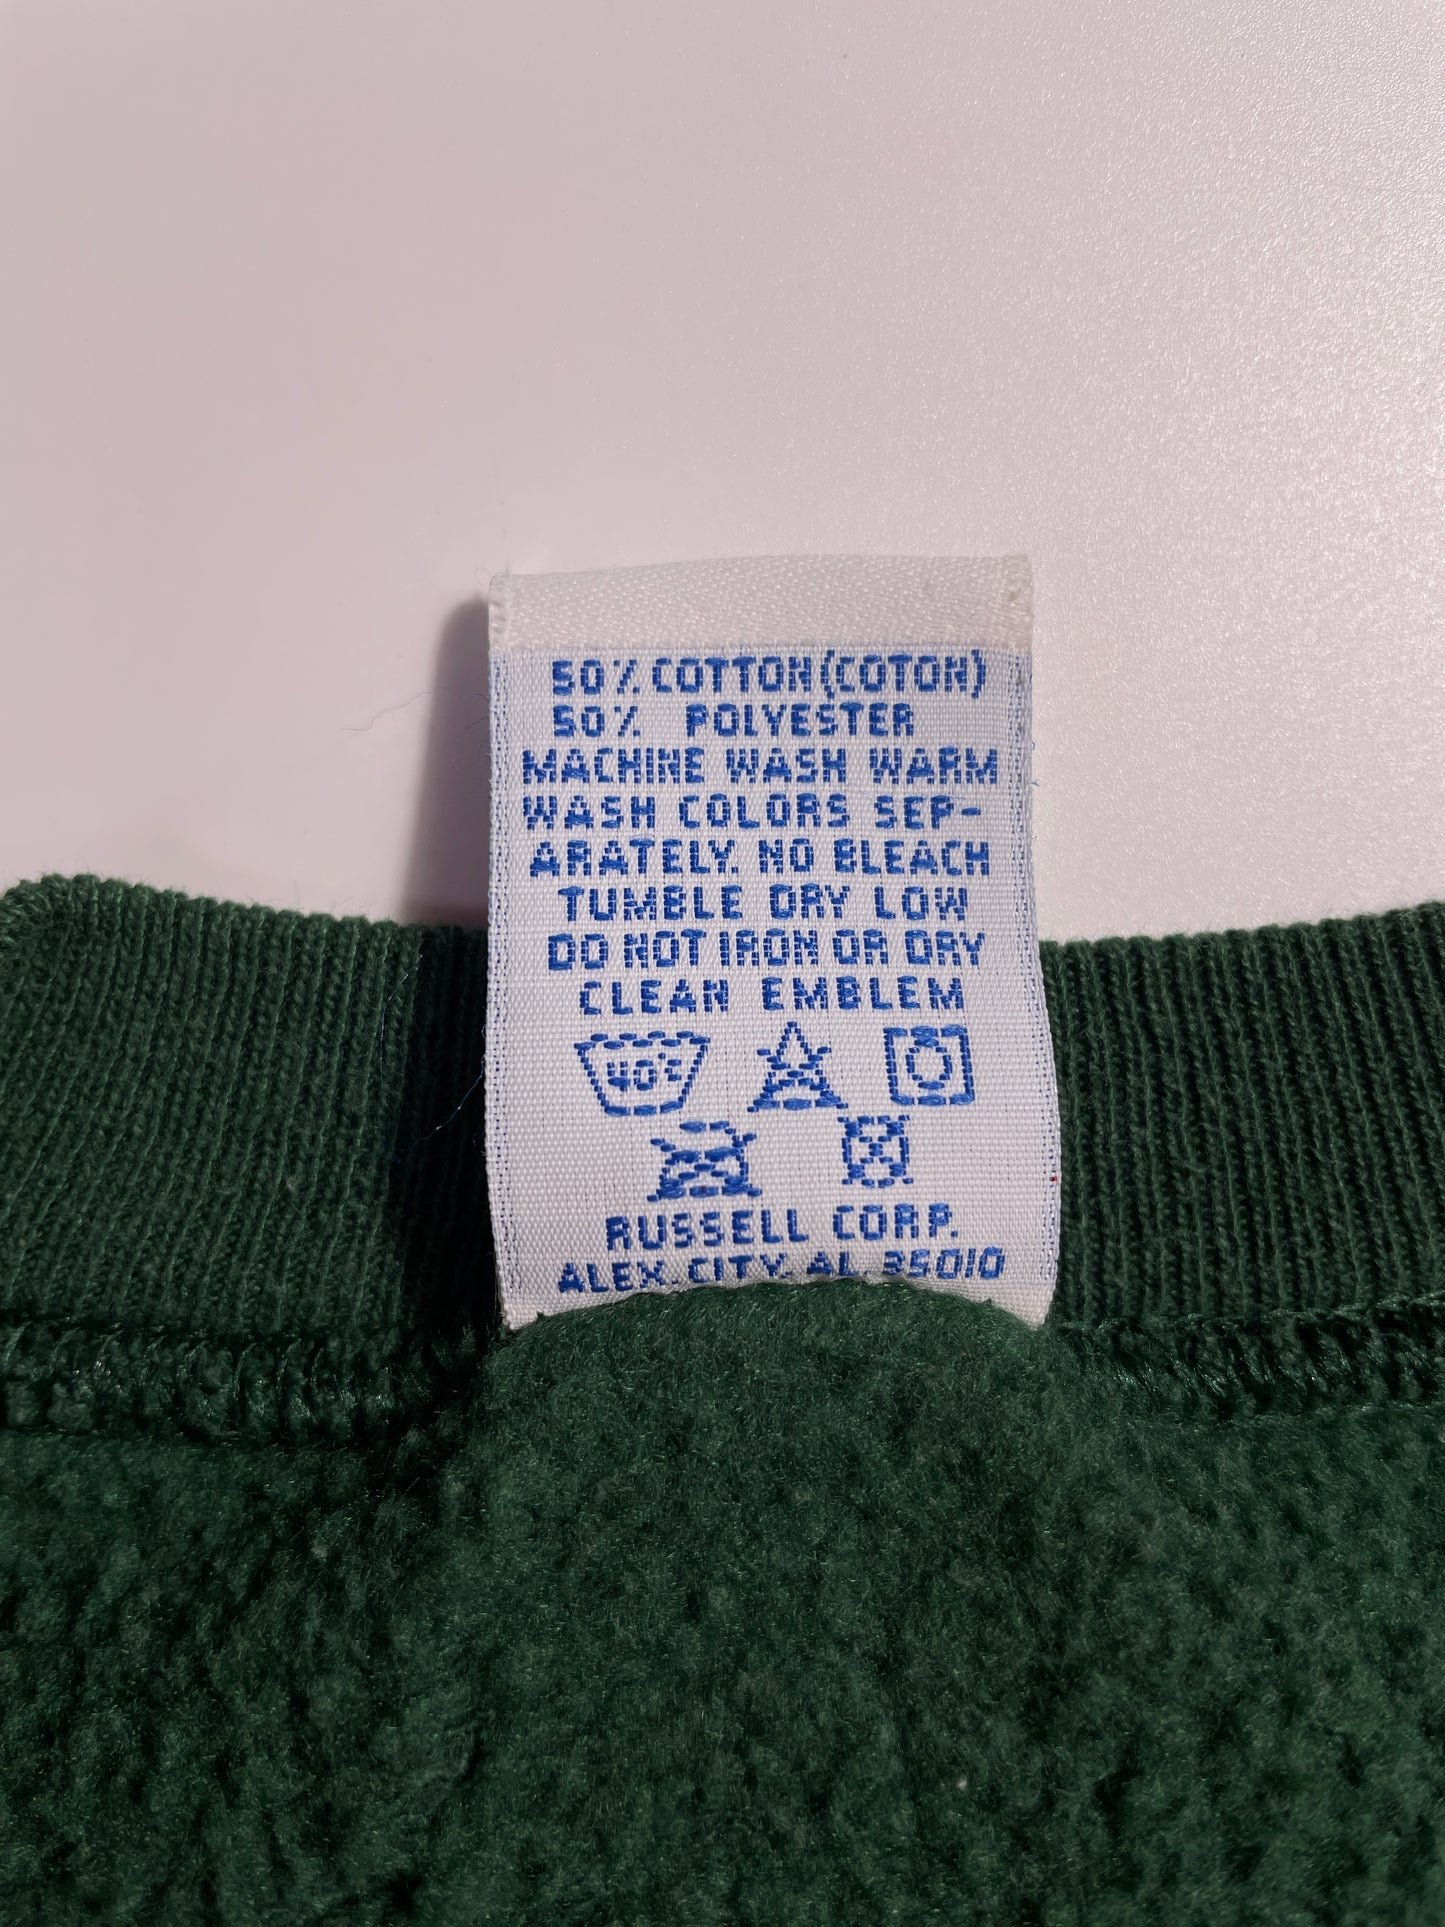 50% COTTON (COTON)
50% POLYESTER
MACHINE WASH WARM
WASH COLORS SEP-
ARATELY. NO BLEACH
TUMBLE DRY LOW
DO NOT IRON OR DRY
CLEAN EMBLEM
40°C
RUSSELL CORP.
ALEX. CITY, AL. 35010